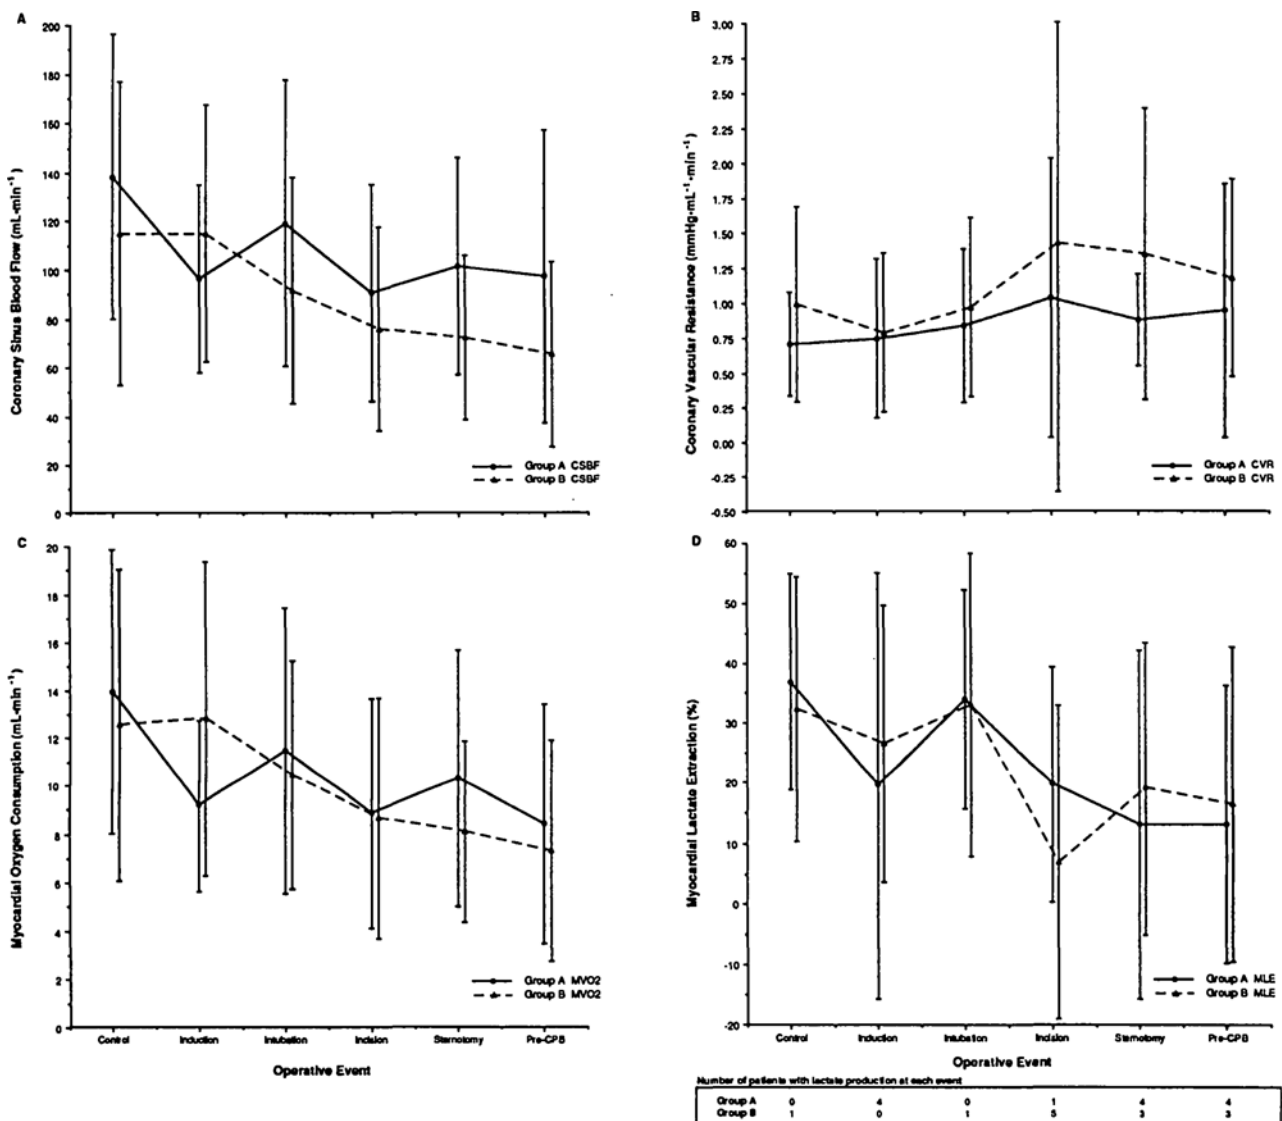 A
Coronary Sinus Blood Flow (mL-min⁻¹)
200
180
160
140
120
100
80
60
40
20
0
Group A CSBF
Group B CSBF
B
Coronary Vascular Resistance (mmHg-mL⁻¹-min⁻¹)
3.00
2.75
2.50
2.25
2.00
1.75
1.50
1.25
1.00
0.75
0.50
0.25
0.00
-0.25
-0.50
Group A CVR
Group B CVR
C
Myocardial Oxygen Consumption (mL-min⁻¹)
20
18
16
14
12
10
8
6
4
2
0
Group A MVO2
Group B MVO2
Control Induction Intubation Incision Sternotomy Pre-CPB
Operative Event
D
Myocardial Lactate Extraction (%)
60
50
40
30
20
10
0
-10
-20
Group A MLE
Group B MLE
Control Induction Intubation Incision Sternotomy Pre-CPB
Operative Event
Number of patients with lactate production at each event
Group A 0 4 0 1 4 4
Group B 1 0 1 5 3 3